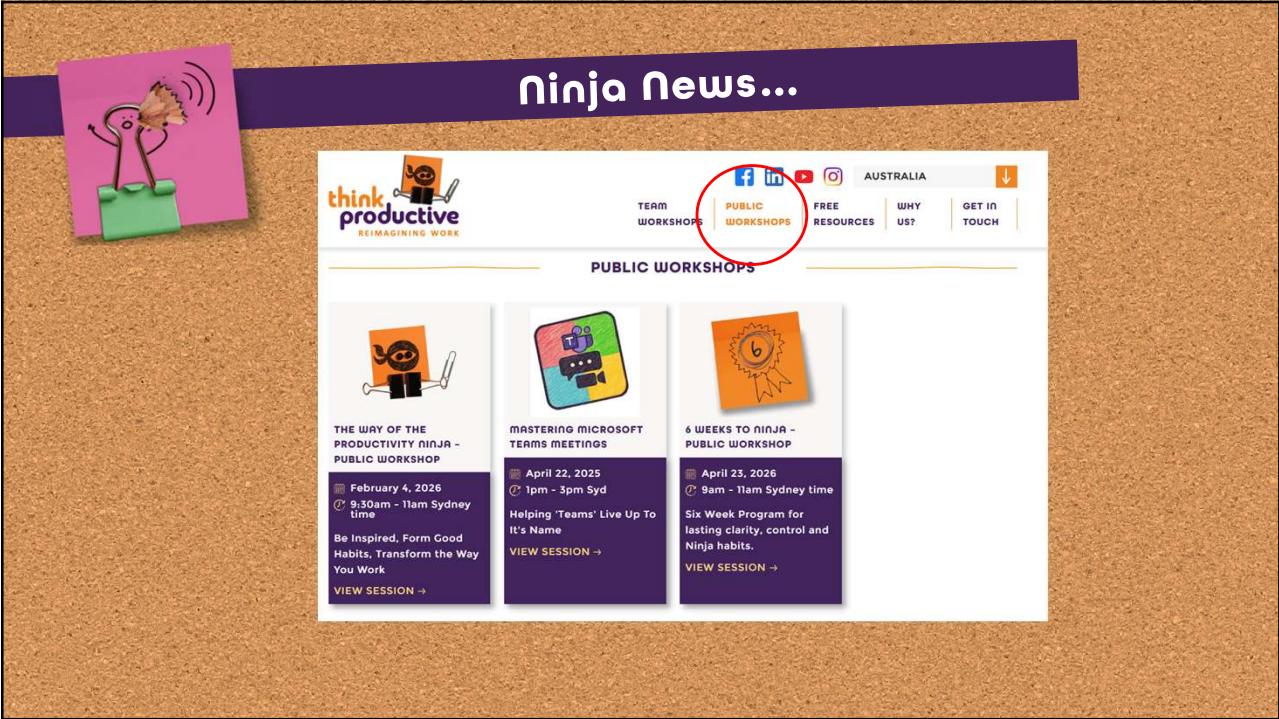 Ninja News...
think
productive
REIMAGINING WORK
AUSTRALIA
TEAM
WORKSHOPS
PUBLIC
WORKSHOPS
FREE
RESOURCES
WHY
US?
GET IN
TOUCH
PUBLIC WORKSHOPS
THE WAY OF THE
PRODUCTIVITY NINJA –
PUBLIC WORKSHOP
February 4, 2026
9:30am - 11am Sydney
time
Be Inspired, Form Good
Habits, Transform the Way
You Work
VIEW SESSION →
MASTERING MICROSOFT
TEAMS MEETINGS
April 22, 2025
1pm - 3pm Syd
Helping 'Teams' Live Up To
It's Name
VIEW SESSION →
6
6 WEEKS TO NINJA –
PUBLIC WORKSHOP
April 23, 2026
9am - 11am Sydney time
Six Week Program for
lasting clarity, control and
Ninja habits.
VIEW SESSION →